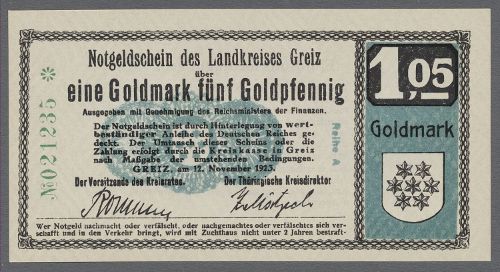 Notgeldschein des Landkreises Greiz
über
eine Goldmark fünf Goldpfennig
Ausgegeben mit Genehmigung des Reichsministers der Finanzen.
Der Notgeldschein ist durch Hinterlegung von wert-
beständiger Anleihe des Deutschen Reiches ge-
deckt. Der Umtausch dieses Scheins oder die
Zahlung erfolgt durch die Kreiskasse in Greiz
nach Maßgabe der umstehenden Bedingungen.
GREIZ, am 12. November 1923.
Der Vorsitzende des Kreisrates.
Der Thüringische Kreisdirektor
Wer Notgeld nachmacht oder verfälscht, oder nachgemachtes oder verfälschtes sich verschafft
und in den Verkehr bringt, wird mit Zuchthaus nicht unter 2 Jahren bestraft.
№021235 *
Reihe A
1,05
Goldmark